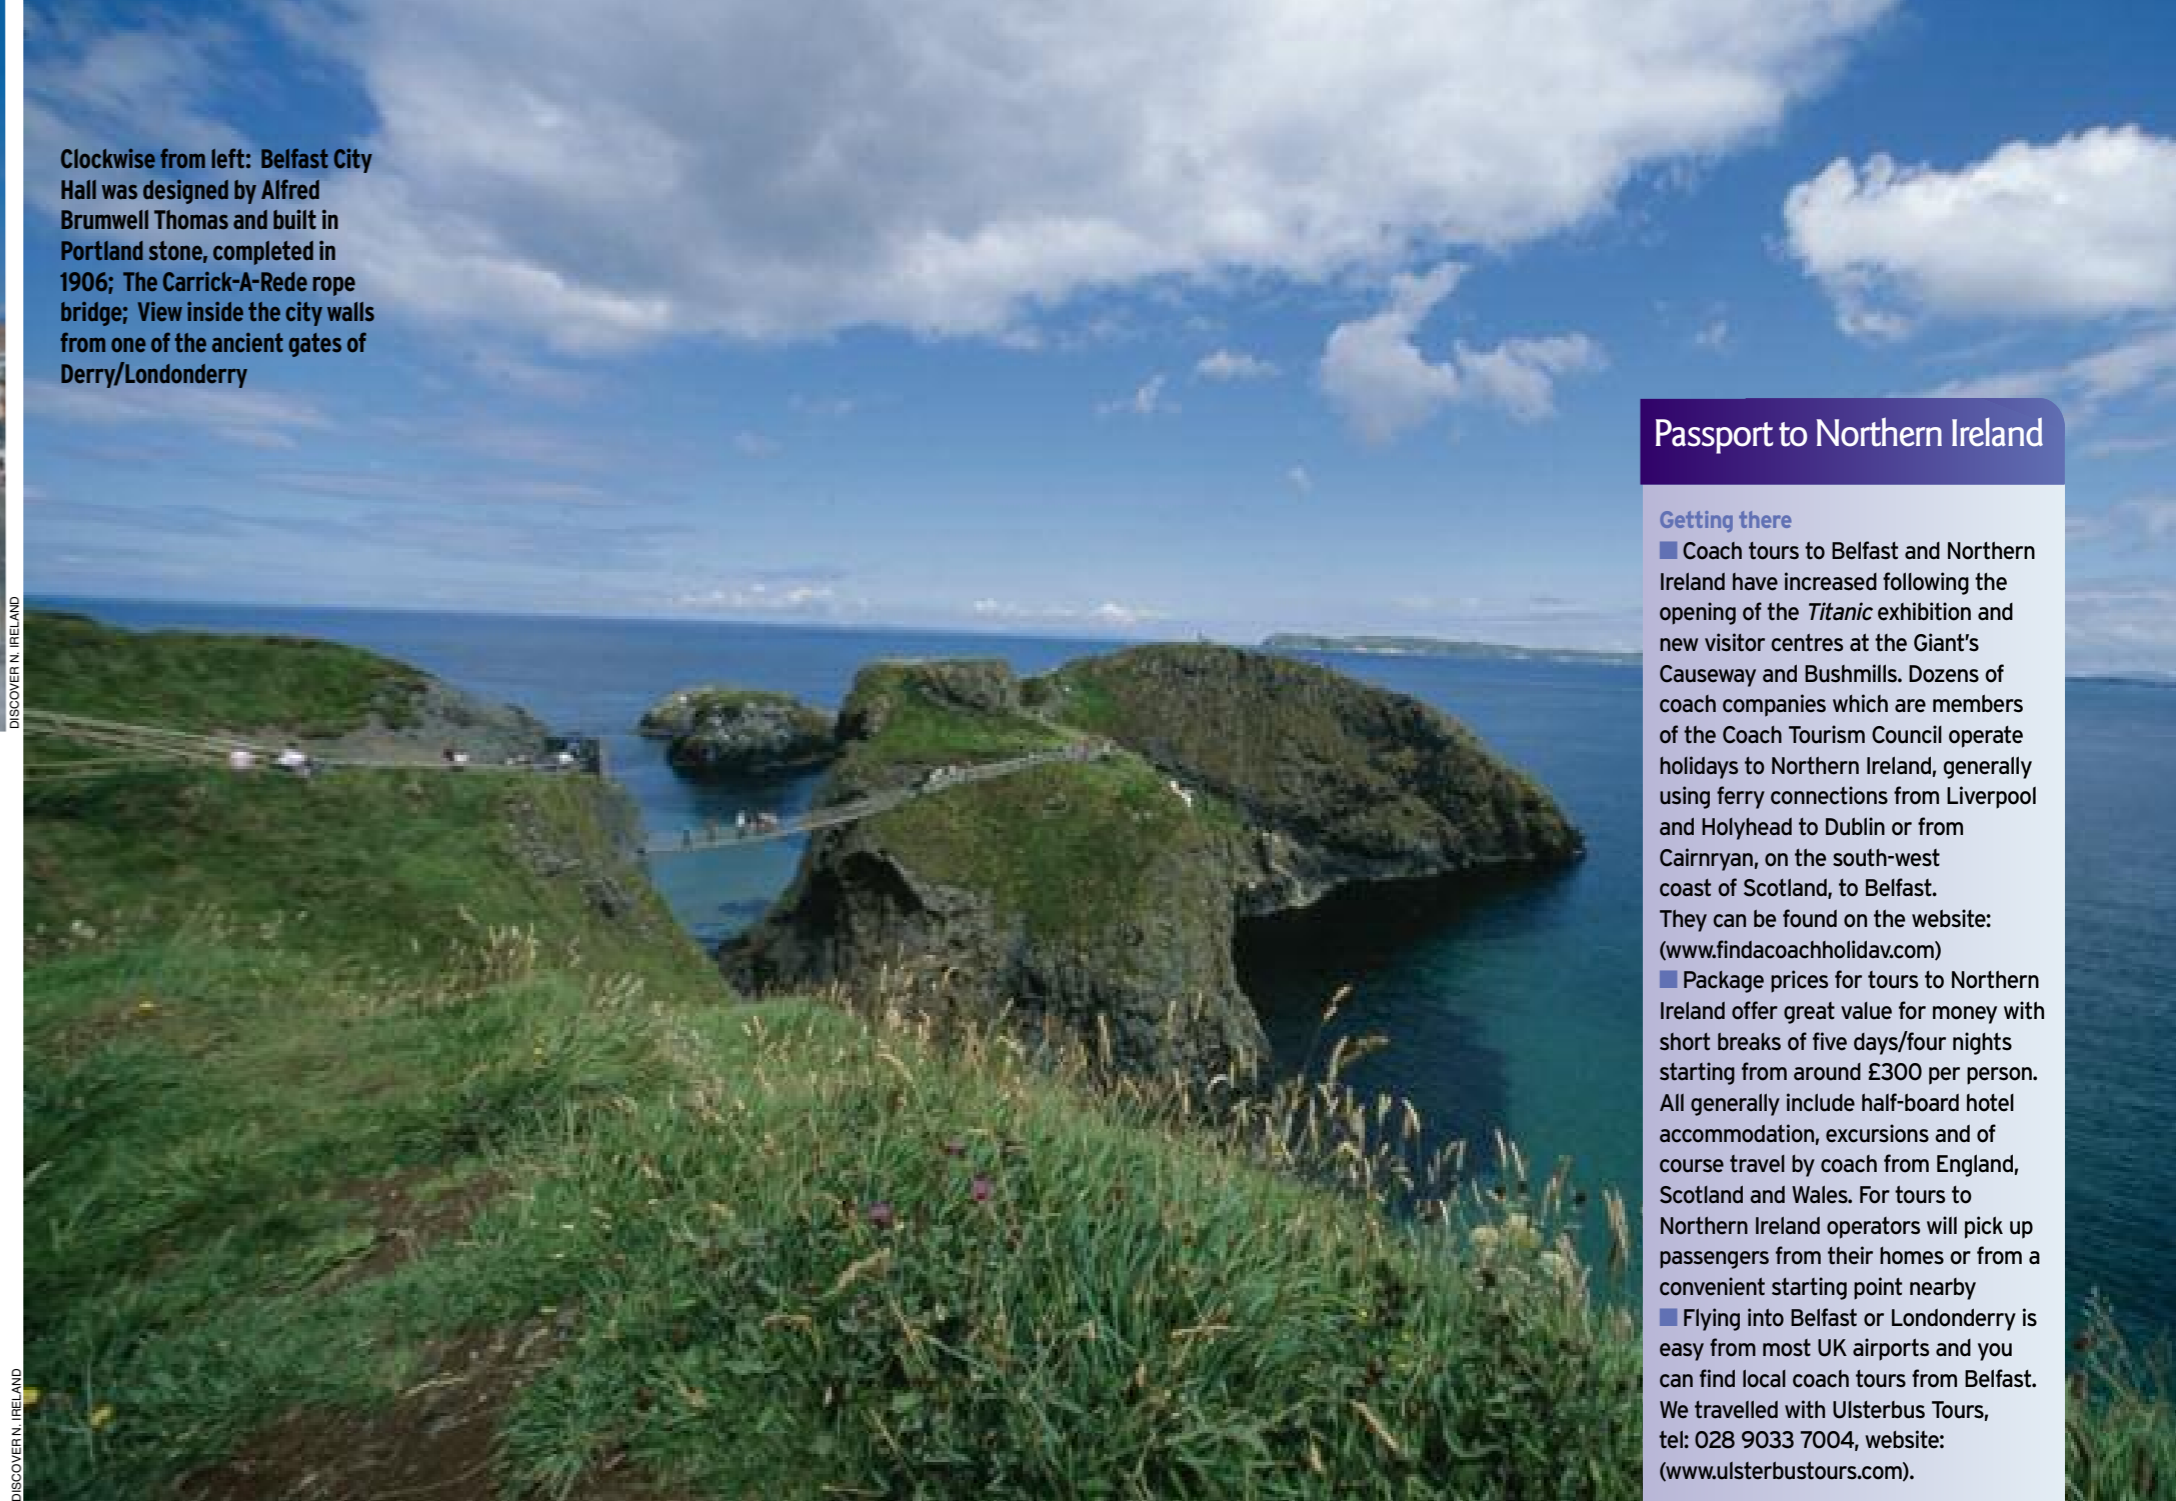 Clockwise from left: Belfast City
Hall was designed by Alfred
Brumwell Thomas and built in
Portland stone, completed in
1906; The Carrick-A-Rede rope
bridge; View inside the city walls
from one of the ancient gates of
Derry/Londonderry
DISCOVER N. IRELAND
DISCOVER N. IRELAND
Passport to Northern Ireland
Getting there
■ Coach tours to Belfast and Northern
Ireland have increased following the
opening of the Titanic exhibition and
new visitor centres at the Giant's
Causeway and Bushmills. Dozens of
coach companies which are members
of the Coach Tourism Council operate
holidays to Northern Ireland, generally
using ferry connections from Liverpool
and Holyhead to Dublin or from
Cairnryan, on the south-west
coast of Scotland, to Belfast.
They can be found on the website:
(www.findacoachholidav.com)
■ Package prices for tours to Northern
Ireland offer great value for money with
short breaks of five days/four nights
starting from around £300 per person.
All generally include half-board hotel
accommodation, excursions and of
course travel by coach from England,
Scotland and Wales. For tours to
Northern Ireland operators will pick up
passengers from their homes or from a
convenient starting point nearby
■ Flying into Belfast or Londonderry is
easy from most UK airports and you
can find local coach tours from Belfast.
We travelled with Ulsterbus Tours,
tel: 028 9033 7004, website:
(www.ulsterbustours.com).